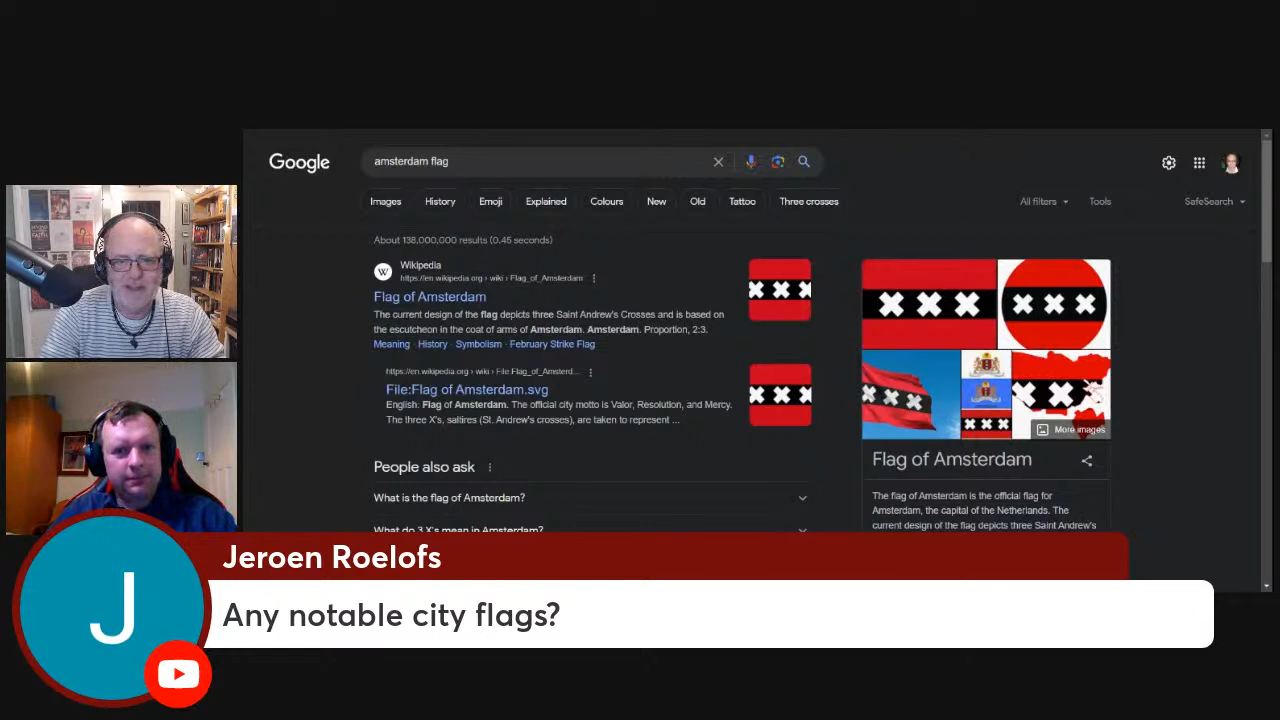 Google
amsterdam flag
Images History Emoji Explained Colours New Old Tattoo Three crosses
All filters Tools SafeSearch
About 138,000,000 results (0.45 seconds)
W Wikipedia
https://en.wikipedia.org › wiki › Flag_of_Amsterdam
Flag of Amsterdam
The current design of the flag depicts three Saint Andrew's Crosses and is based
on the escutcheon in the coat of arms of Amsterdam. Amsterdam. Proportion, 2:3.
Meaning · History · Symbolism · February Strike Flag
https://en.wikipedia.org › wiki › File:Flag_of_Amsterd...
File:Flag of Amsterdam.svg
English: Flag of Amsterdam. The official city motto is Valor, Resolution, and Mercy.
The three X's, saltires (St. Andrew's crosses), are taken to represent ...
People also ask
What is the flag of Amsterdam?
What do 3 X's mean in Amsterdam?
More images
Flag of Amsterdam
The flag of Amsterdam is the official flag for
Amsterdam, the capital of the Netherlands. The
current design of the flag depicts three Saint Andrew's
J
Jeroen Roelofs
Any notable city flags?